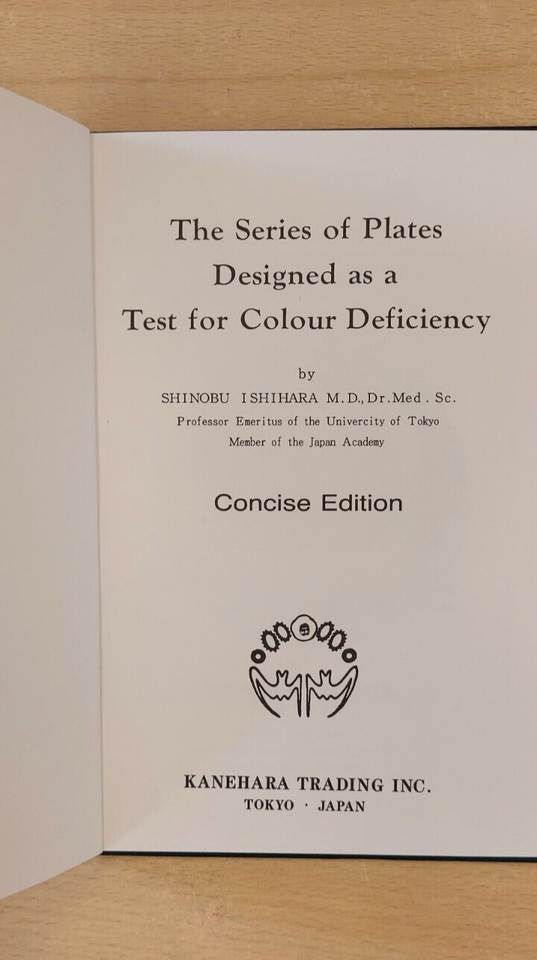 The Series of Plates
Designed as a
Test for Colour Deficiency
by
SHINOBU ISHIHARA M.D., Dr.Med. Sc.
Professor Emeritus of the Univercity of Tokyo
Member of the Japan Academy
Concise Edition
KANEHARA TRADING INC.
TOKYO · JAPAN